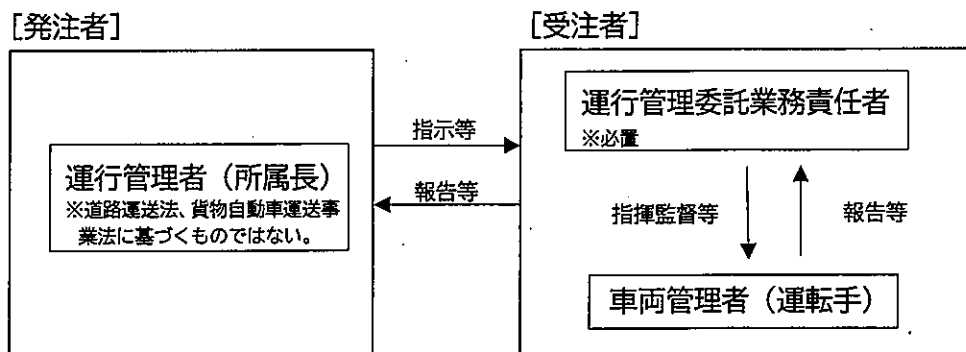 [発注者]
[受注者]
運行管理者（所属長）
※道路運送法、貨物自動車運送事
業法に基づくものではない。
指示等
報告等
運行管理委託業務責任者
※必置
指揮監督等
報告等
車両管理者（運転手）